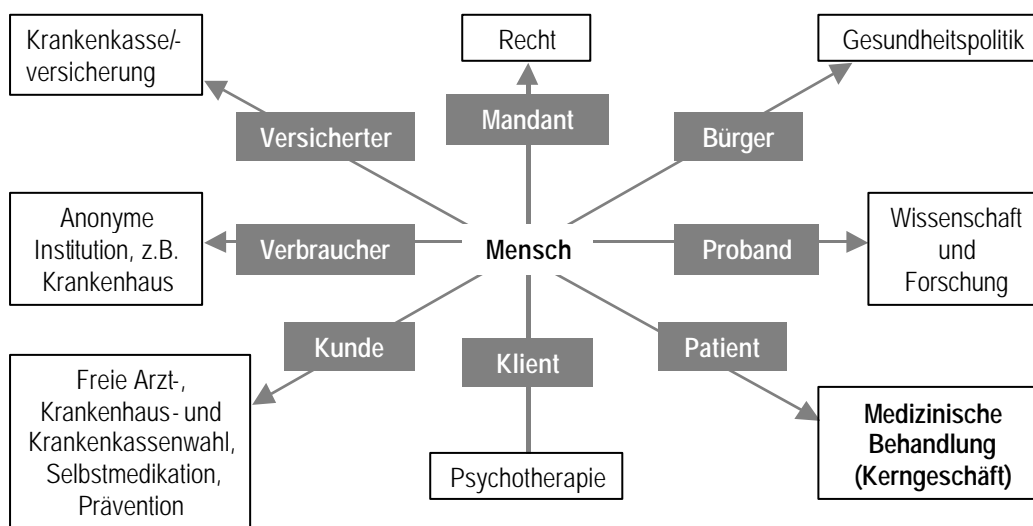 Krankenkasse/-
versicherung
Recht
Gesundheitspolitik
Versicherter
Mandant
Bürger
Anonyme
Institution, z.B.
Krankenhaus
Verbraucher
Mensch
Proband
Wissenschaft
und
Forschung
Kunde
Klient
Patient
Freie Arzt-,
Krankenhaus- und
Krankenkassenwahl,
Selbstmedikation,
Prävention
Psychotherapie
Medizinische
Behandlung
(Kerngeschäft)